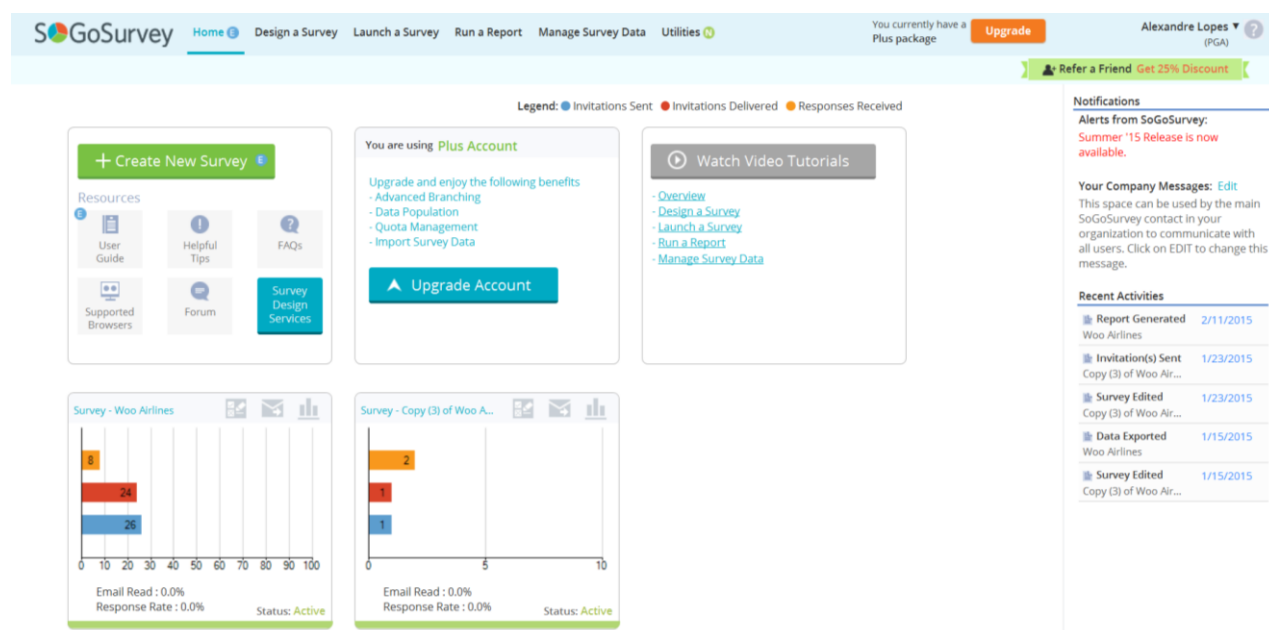 SoGoSurvey
Home E Design a Survey Launch a Survey Run a Report Manage Survey Data Utilities N
You currently have a
Plus package
Upgrade
Alexandre Lopes ▼ ?
(PGA)
Refer a Friend Get 25% Discount
Legend: Invitations Sent Invitations Delivered Responses Received
+ Create New Survey E
Resources
E
User
Guide
Helpful
Tips
FAQs
Supported
Browsers
Forum
Survey
Design
Services
You are using Plus Account
Upgrade and enjoy the following benefits
- Advanced Branching
- Data Population
- Quota Management
- Import Survey Data
Upgrade Account
Watch Video Tutorials
- Overview
- Design a Survey
- Launch a Survey
- Run a Report
- Manage Survey Data
Notifications
Alerts from SoGoSurvey:
Summer '15 Release is now
available.
Your Company Messages: Edit
This space can be used by the main
SoGoSurvey contact in your
organization to communicate with
all users. Click on EDIT to change this
message.
Recent Activities
Report Generated 2/11/2015
Woo Airlines
Invitation(s) Sent 1/23/2015
Copy (3) of Woo Air...
Survey Edited 1/23/2015
Copy (3) of Woo Air...
Data Exported 1/15/2015
Woo Airlines
Survey Edited 1/15/2015
Copy (3) of Woo Air...
Survey - Woo Airlines
8
24
26
0 10 20 30 40 50 60 70 80 90 100
Email Read : 0.0%
Response Rate : 0.0%
Status: Active
Survey - Copy (3) of Woo A...
2
1
1
0 5 10
Email Read : 0.0%
Response Rate : 0.0%
Status: Active